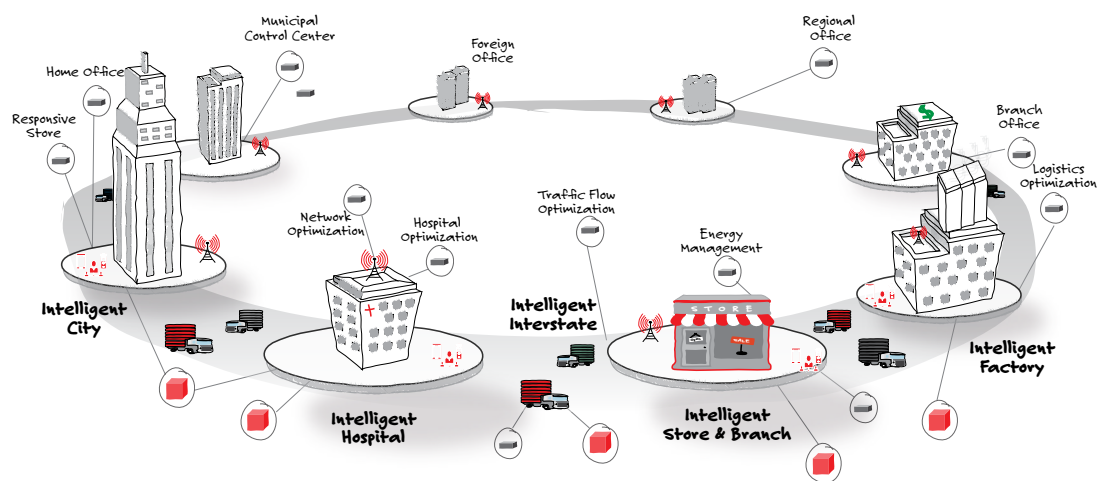 Municipal
Control Center
Regional
Office
Foreign
Office
Home Office
Responsive
Store
Branch
Office
Logistics
Optimization
Traffic Flow
Optimization
Network
Optimization
Hospital
Optimization
Energy
Management
Intelligent
City
Intelligent
Interstate
STORE
SALE
Intelligent
Factory
Intelligent
Hospital
Intelligent
Store & Branch